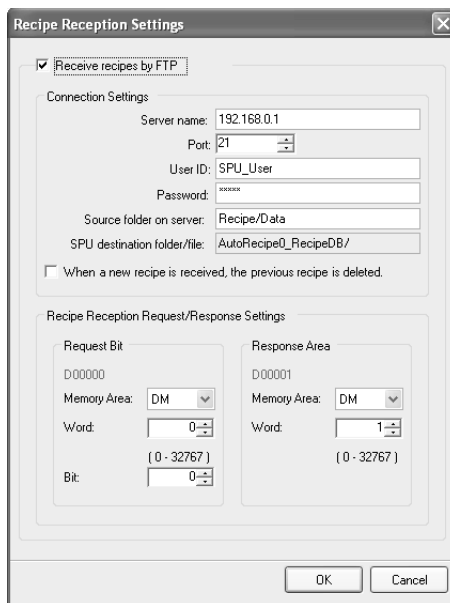 Recipe Reception Settings
Receive recipes by FTP
Connection Settings
Server name: 192.168.0.1
Port: 21
User ID: SPU_User
Password: *****
Source folder on server: Recipe/Data
SPU destination folder/file: AutoRecipe0_RecipeDB/
When a new recipe is received, the previous recipe is deleted.
Recipe Reception Request/Response Settings
Request Bit
D00000
Memory Area: DM
Word: 0
( 0 - 32767 )
Bit: 0
Response Area
D00001
Memory Area: DM
Word: 1
( 0 - 32767 )
OK Cancel